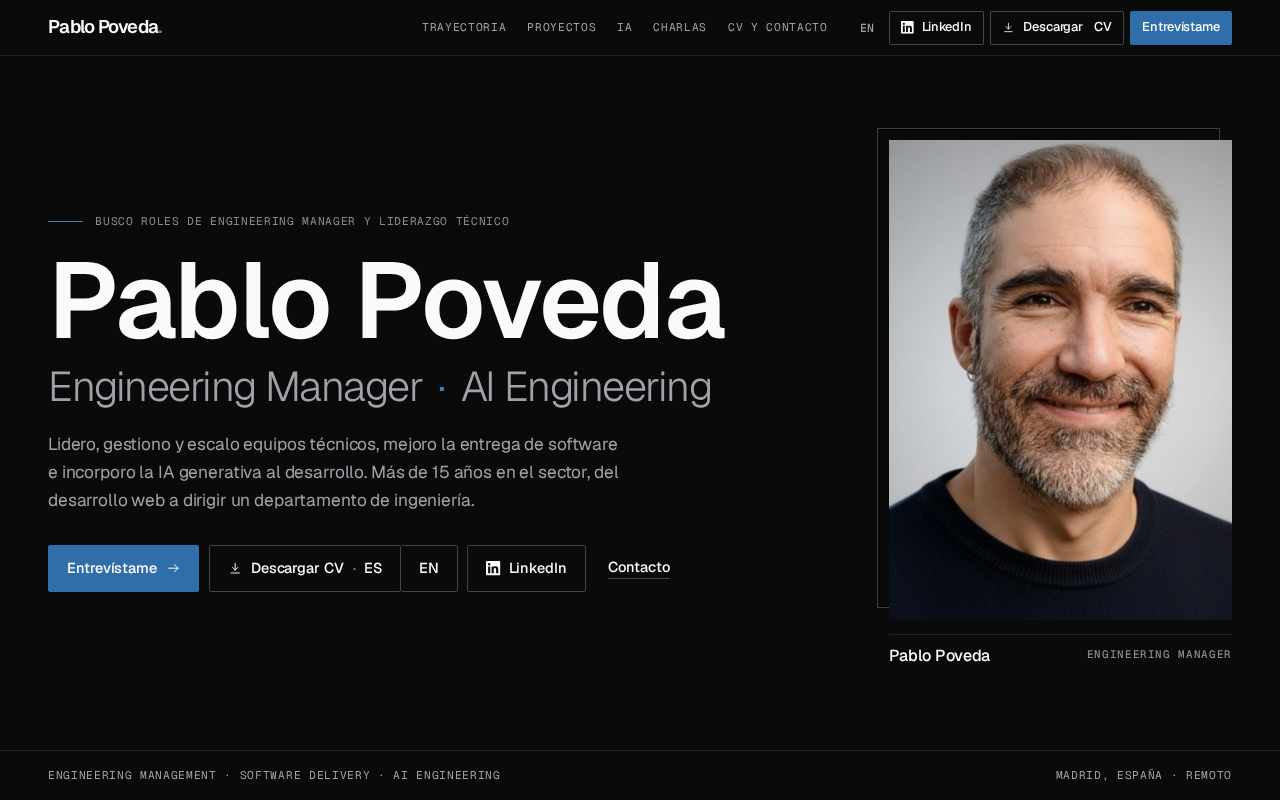 Pablo Poveda.
TRAYECTORIA PROYECTOS IA CHARLAS CV Y CONTACTO EN LinkedIn Descargar CV Entrevístame
BUSCO ROLES DE ENGINEERING MANAGER Y LIDERAZGO TÉCNICO
Pablo Poveda
Engineering Manager · AI Engineering
Lidero, gestiono y escalo equipos técnicos, mejoro la entrega de software
e incorporo la IA generativa al desarrollo. Más de 15 años en el sector, del
desarrollo web a dirigir un departamento de ingeniería.
Entrevístame → Descargar CV · ES EN LinkedIn Contacto
Pablo Poveda ENGINEERING MANAGER
ENGINEERING MANAGEMENT · SOFTWARE DELIVERY · AI ENGINEERING
MADRID, ESPAÑA · REMOTO